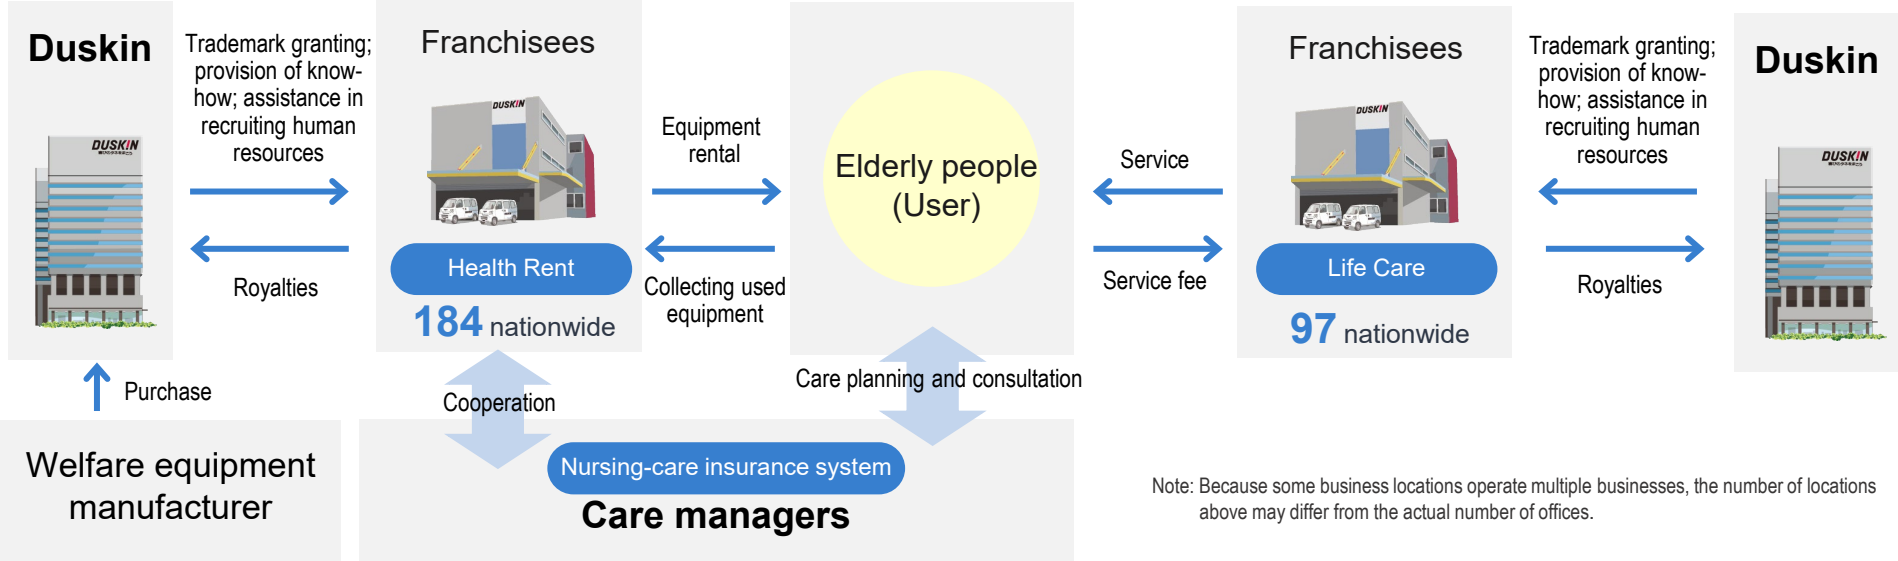 Duskin
DUSKIN
Trademark granting;
provision of know-
how; assistance in
recruiting human
resources
Royalties
Purchase
Welfare equipment
manufacturer
Franchisees
DUSKIN
Health Rent
184 nationwide
Cooperation
Equipment
rental
Collecting used
equipment
Elderly people
(User)
Care planning and consultation
Nursing-care insurance system
Care managers
Service
Service fee
Franchisees
DUSKIN
Life Care
97 nationwide
Trademark granting;
provision of know-
how; assistance in
recruiting human
resources
Royalties
Duskin
DUSKIN
Note: Because some business locations operate multiple businesses, the number of locations
above may differ from the actual number of offices.